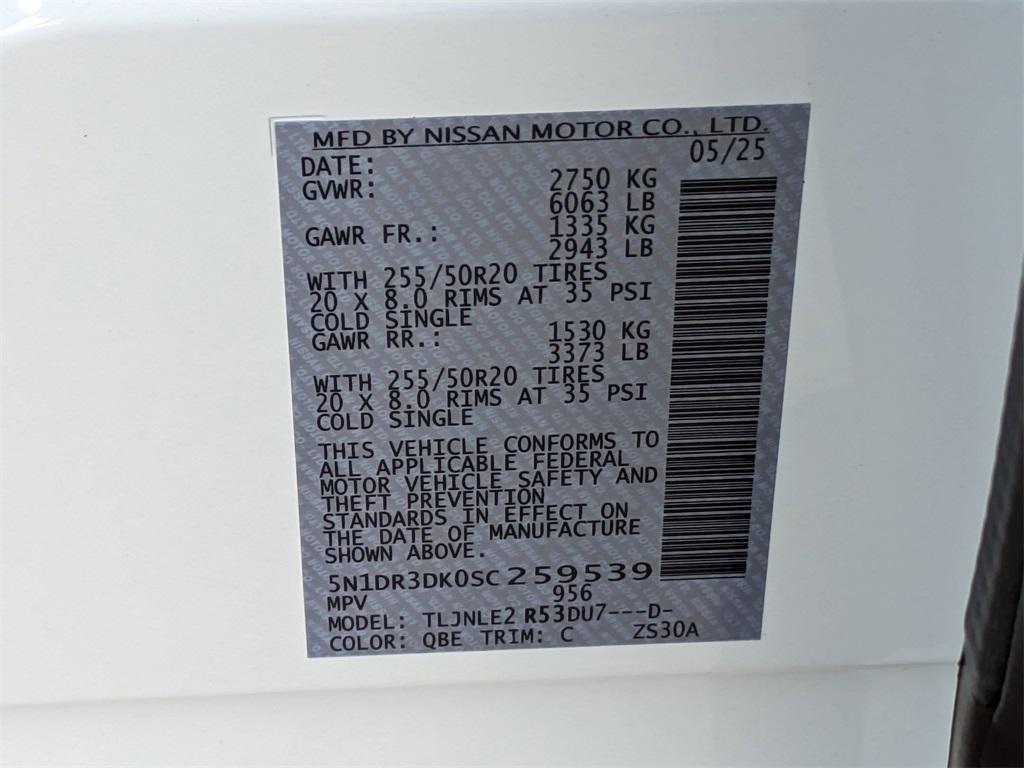 MFD BY NISSAN MOTOR CO., LTD.
DATE: 05/25
GVWR: 2750 KG
6063 LB
GAWR FR.: 1335 KG
2943 LB
WITH 255/50R20 TIRES
20 X 8.0 RIMS AT 35 PSI
COLD SINGLE
GAWR RR.: 1530 KG
3373 LB
WITH 255/50R20 TIRES
20 X 8.0 RIMS AT 35 PSI
COLD SINGLE
THIS VEHICLE CONFORMS TO
ALL APPLICABLE FEDERAL
MOTOR VEHICLE SAFETY AND
THEFT PREVENTION
STANDARDS IN EFFECT ON
THE DATE OF MANUFACTURE
SHOWN ABOVE.
5N1DR3DK0SC259539
MPV 956
MODEL: TLJNLE2 R53DU7---D-
COLOR: QBE TRIM: C ZS30A